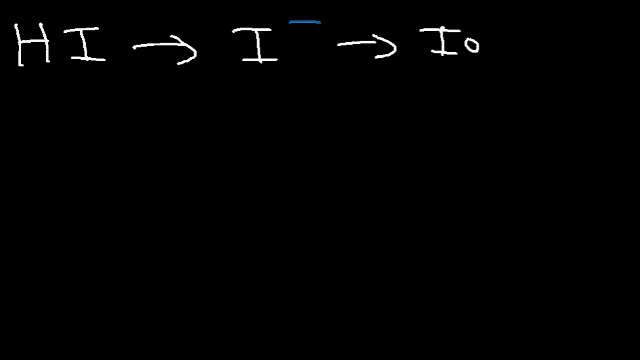 HI → I⁻ → Io